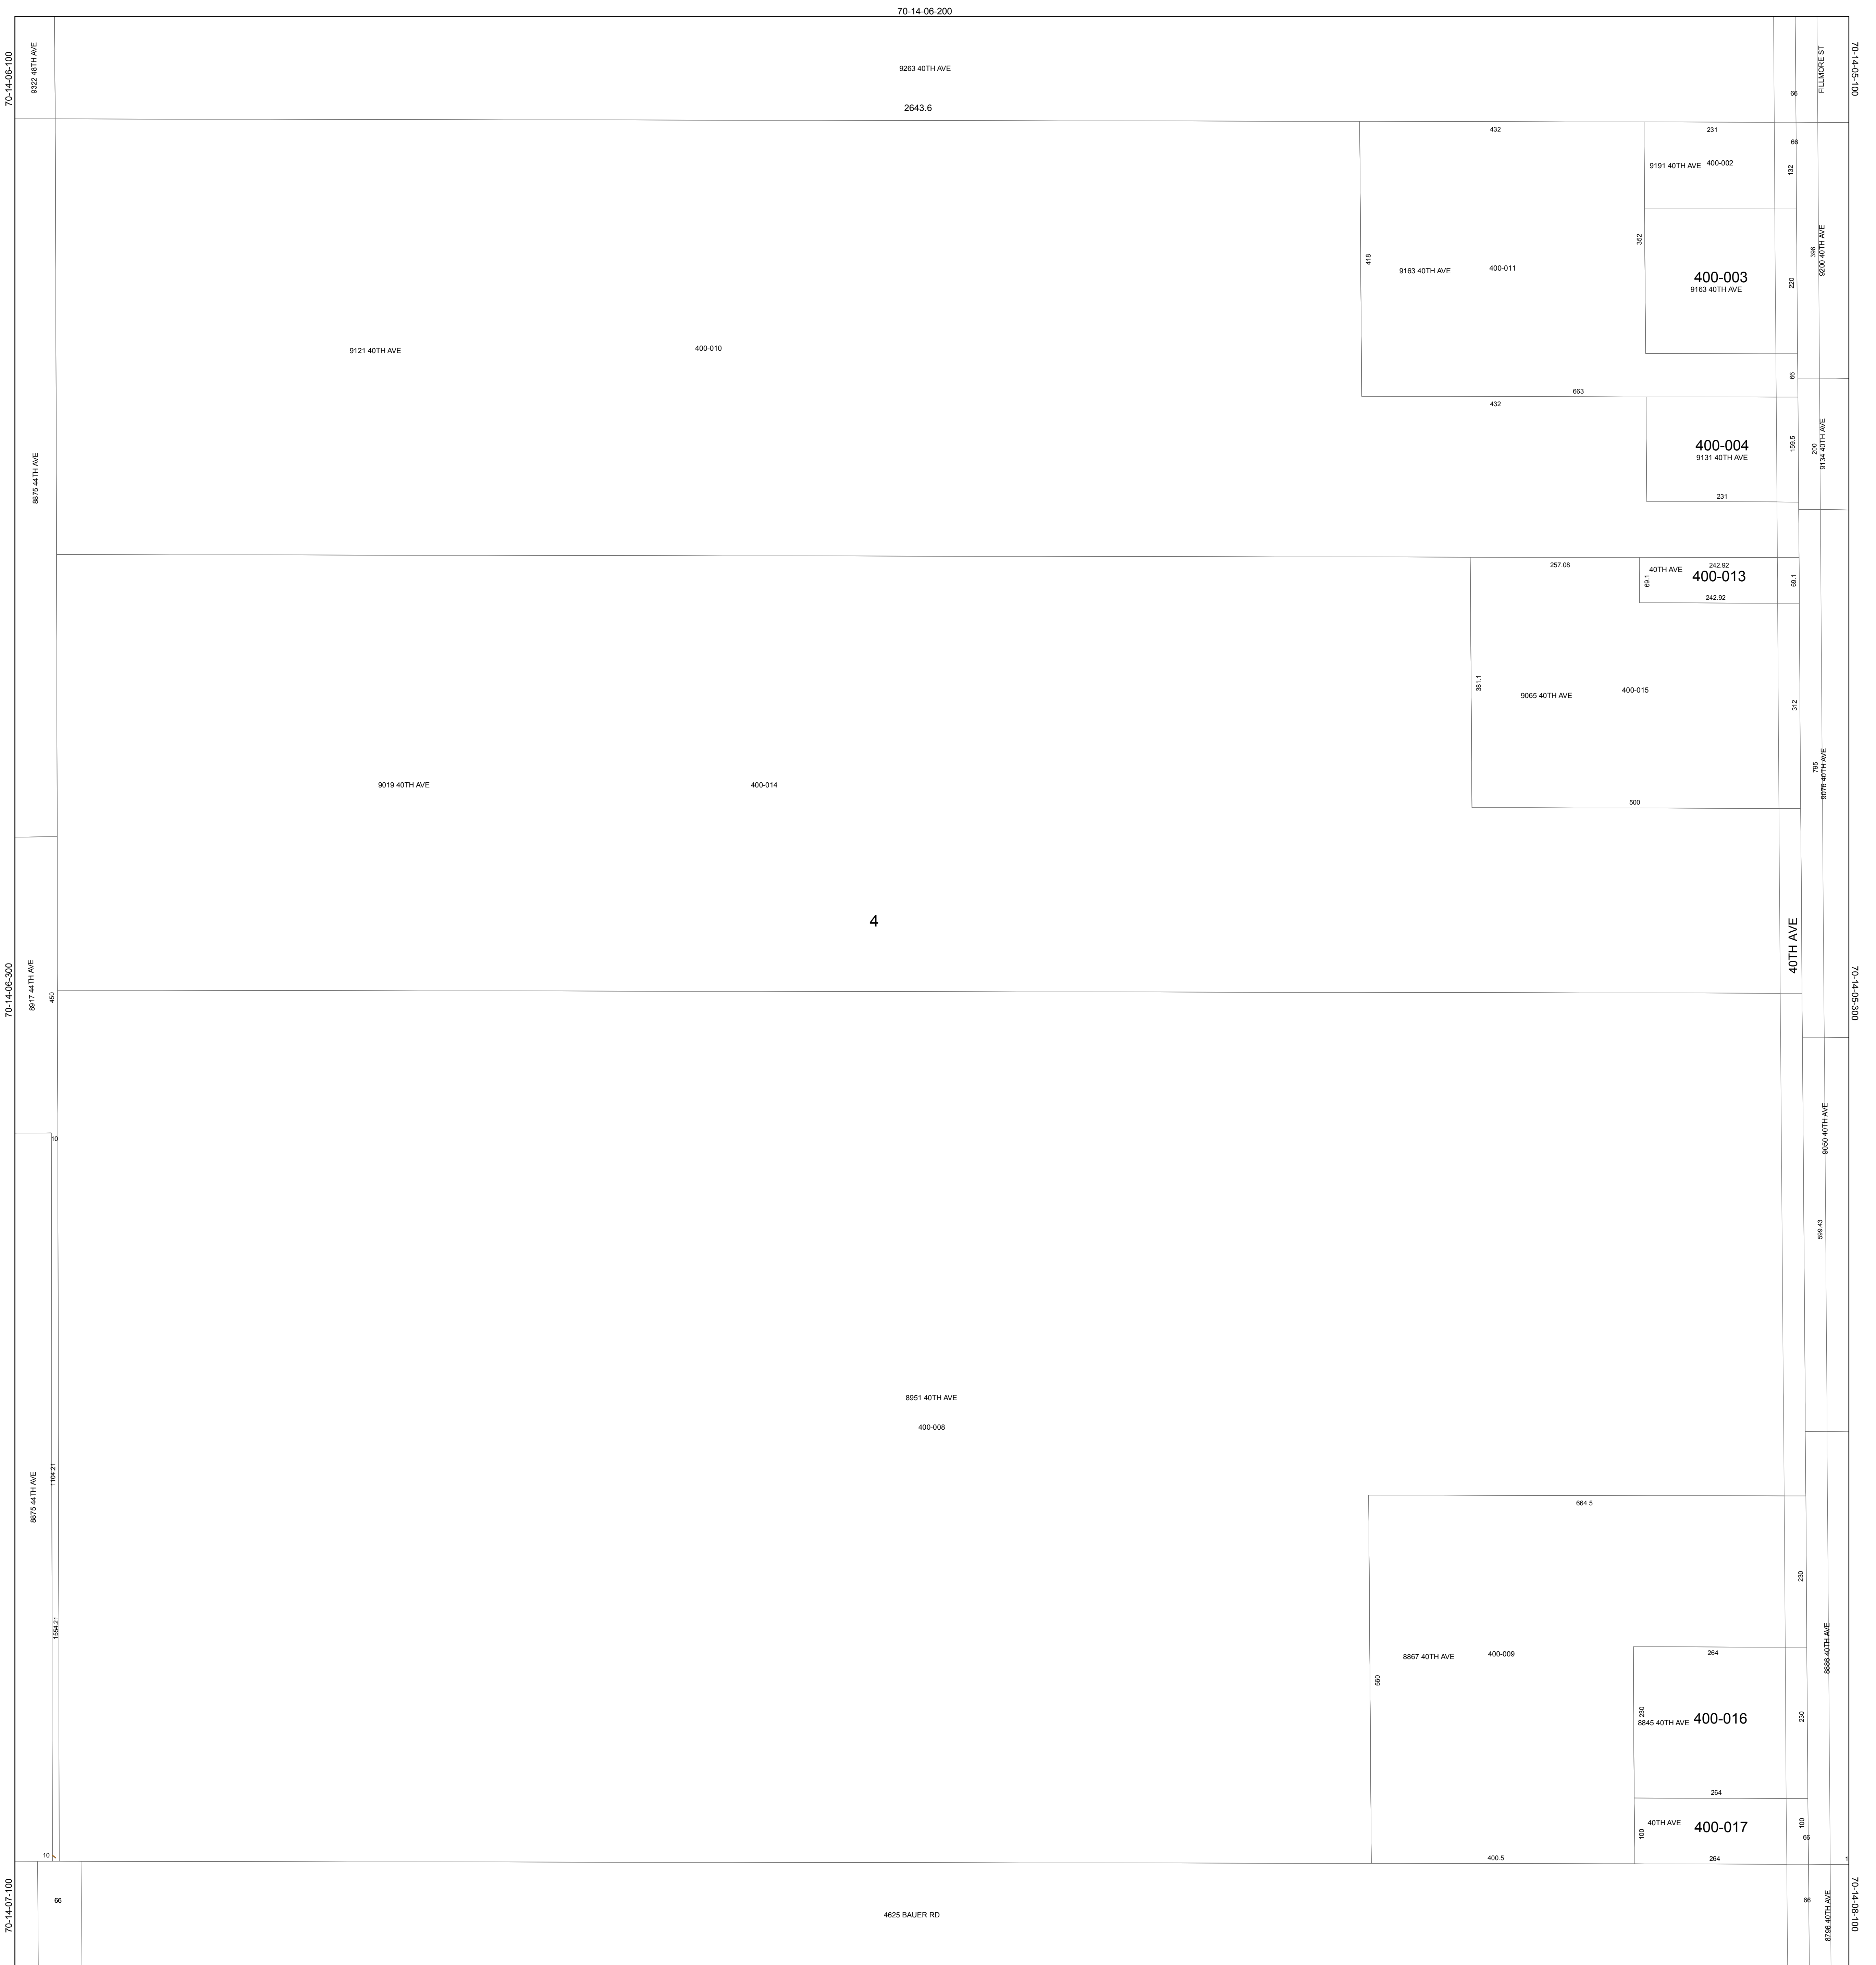 70-14-06-200
70-14-06-100
9322 48TH AVE
9263 40TH AVE
2643.6
66
FILLMORE ST
70-14-05-100
432
231
66
9191 40TH AVE
400-002
132
352
418
9163 40TH AVE
400-011
400-003
9163 40TH AVE
220
396
9200 40TH AVE
9121 40TH AVE
400-010
66
663
432
400-004
9131 40TH AVE
159.5
200
9134 40TH AVE
231
8875 44TH AVE
257.08
40TH AVE
242.92
400-013
69.1
69.1
242.92
381.1
9065 40TH AVE
400-015
312
795
9076 40TH AVE
9019 40TH AVE
400-014
500
4
40TH AVE
70-14-06-300
8917 44TH AVE
450
70-14-05-300
10
9050 40TH AVE
599.43
8951 40TH AVE
400-008
8875 44TH AVE
1104.21
664.5
230
1554.21
8867 40TH AVE
400-009
560
264
230
8845 40TH AVE
400-016
230
8886 40TH AVE
264
100
40TH AVE
400-017
100
66
10
400.5
264
1
70-14-07-100
66
4625 BAUER RD
66
8796 40TH AVE
70-14-08-100